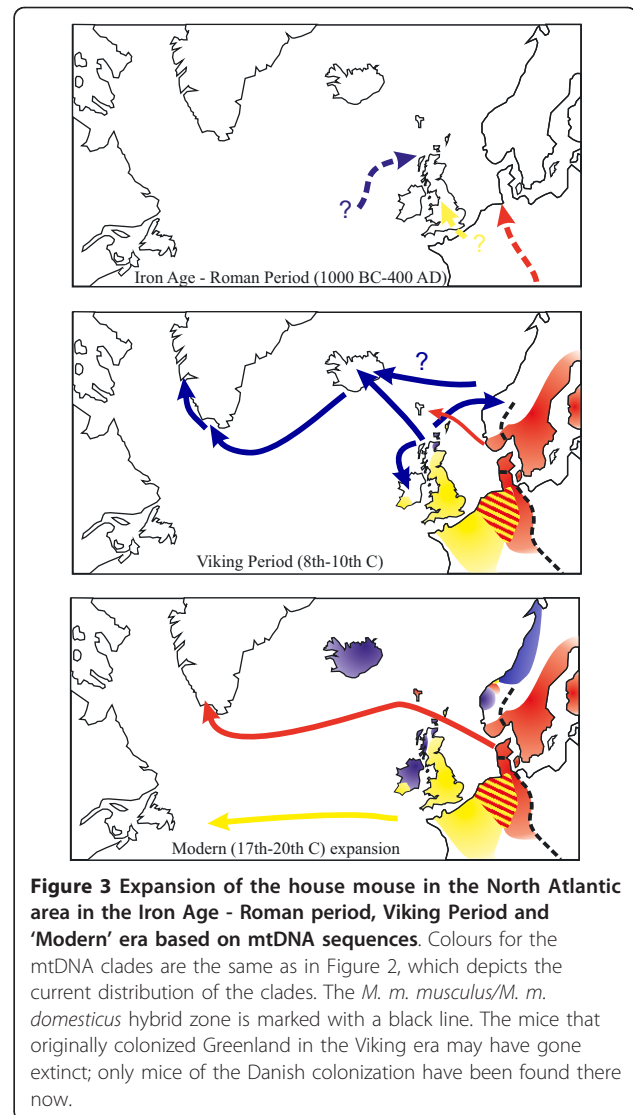 ?
?
Iron Age - Roman Period (1000 BC-400 AD)
?
Viking Period (8th-10th C)
Modern (17th-20th C) expansion
Figure 3 Expansion of the house mouse in the North Atlantic
area in the Iron Age - Roman period, Viking Period and
‘Modern’ era based on mtDNA sequences. Colours for the
mtDNA clades are the same as in Figure 2, which depicts the
current distribution of the clades. The M. m. musculus/M. m.
domesticus hybrid zone is marked with a black line. The mice that
originally colonized Greenland in the Viking era may have gone
extinct; only mice of the Danish colonization have been found there
now.